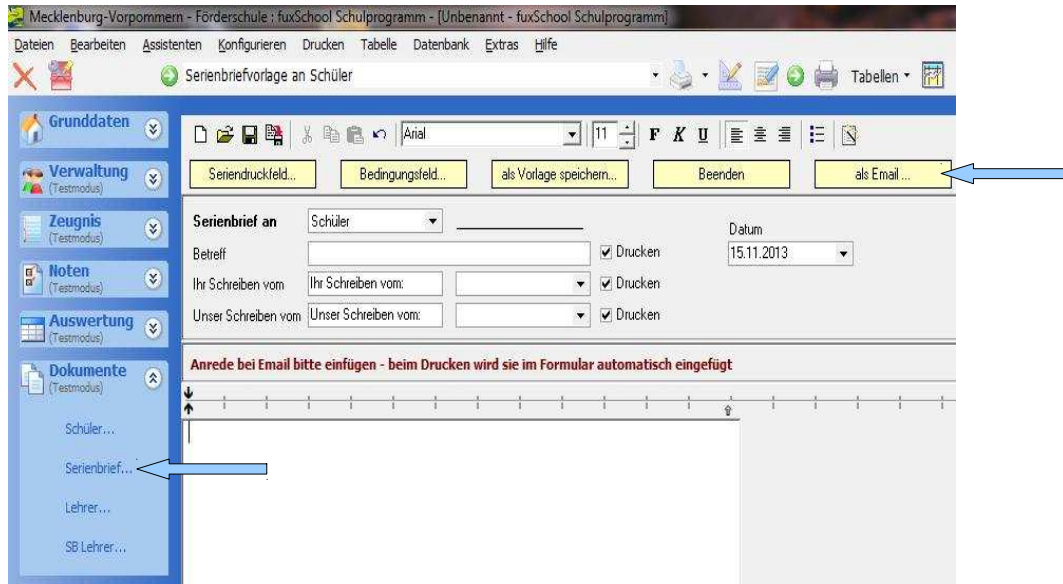 Mecklenburg-Vorpommern - Förderschule : fuxSchool Schulprogramm - [Unbenannt - fuxSchool Schulprogramm]
Dateien Bearbeiten Assistenten Konfigurieren Drucken Tabelle Datenbank Extras Hilfe
Serienbriefvorlage an Schüler Tabellen
Grunddaten
Verwaltung
(Testmodus)
Zeugnis
(Testmodus)
Noten
(Testmodus)
Auswertung
(Testmodus)
Dokumente
(Testmodus)
Schüler...
Serienbrief...
Lehrer...
SB Lehrer...
Arial 11 F K U
Seriendruckfeld... Bedingungsfeld... als Vorlage speichern... Beenden als Email ...
Serienbrief an Schüler Datum
Betreff Drucken 15.11.2013
Ihr Schreiben vom Ihr Schreiben vom: Drucken
Unser Schreiben vom Unser Schreiben vom: Drucken
Anrede bei Email bitte einfügen - beim Drucken wird sie im Formular automatisch eingefügt